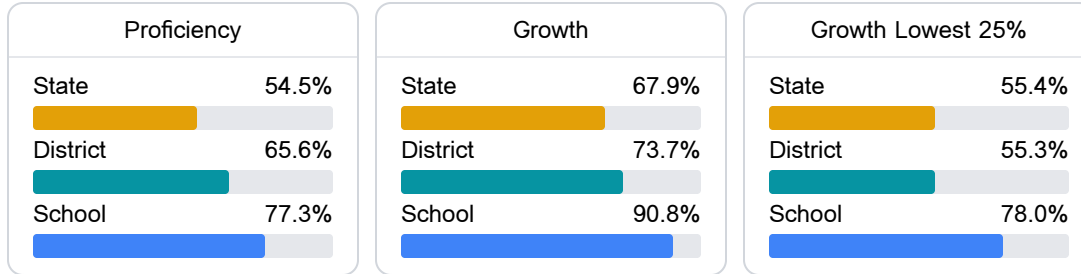 Proficiency
State 54.5%
District 65.6%
School 77.3%
Growth
State 67.9%
District 73.7%
School 90.8%
Growth Lowest 25%
State 55.4%
District 55.3%
School 78.0%